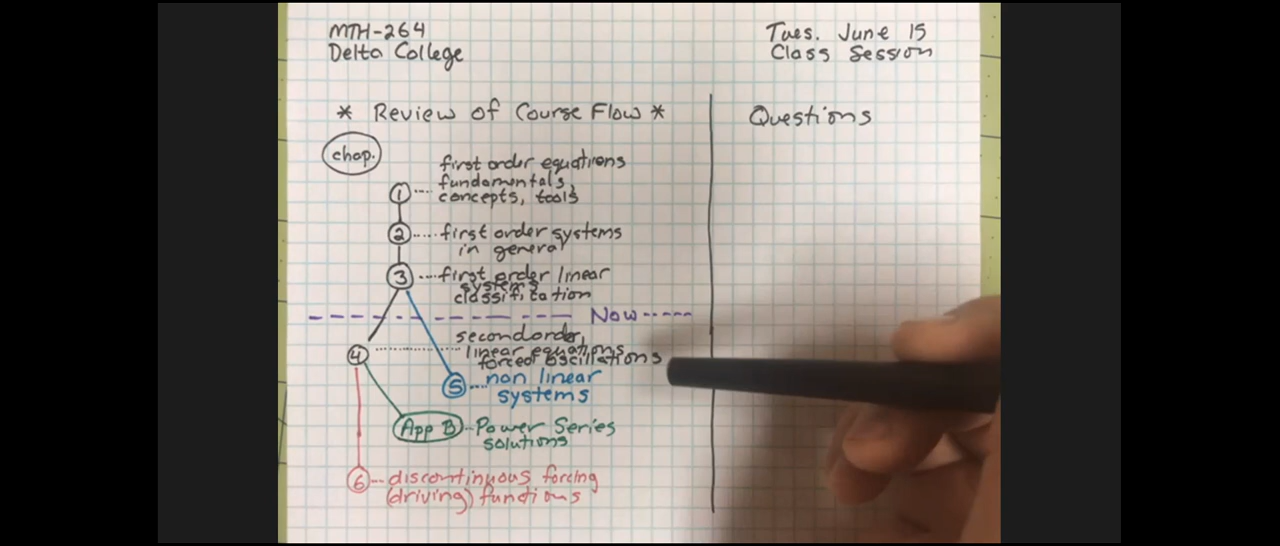 MTH-264
Delta College
Tues. June 15
Class Session
* Review of Course Flow *
Questions
chap.
1 .... first order equations
fundamentals,
concepts, tools
2 .... first order systems
in general
3 ... first order linear
systems
classification
Now
4 second order,
linear equations,
forced oscillations
5 ... non linear
systems
App B - Power Series
solutions
6 ... discontinuous forcing
(driving) functions